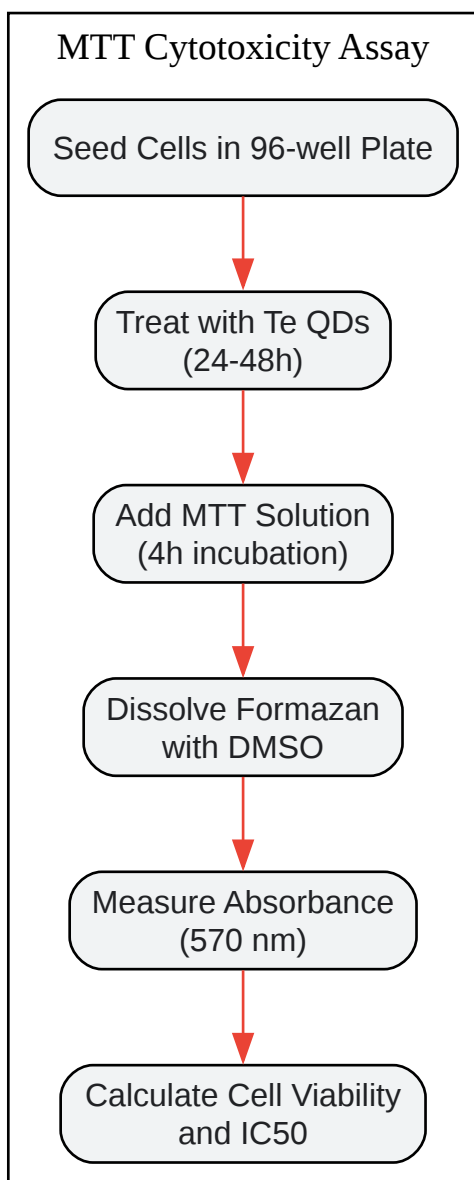 MTT Cytotoxicity Assay
Seed Cells in 96-well Plate
Treat with Te QDs
(24-48h)
Add MTT Solution
(4h incubation)
Dissolve Formazan
with DMSO
Measure Absorbance
(570 nm)
Calculate Cell Viability
and IC50